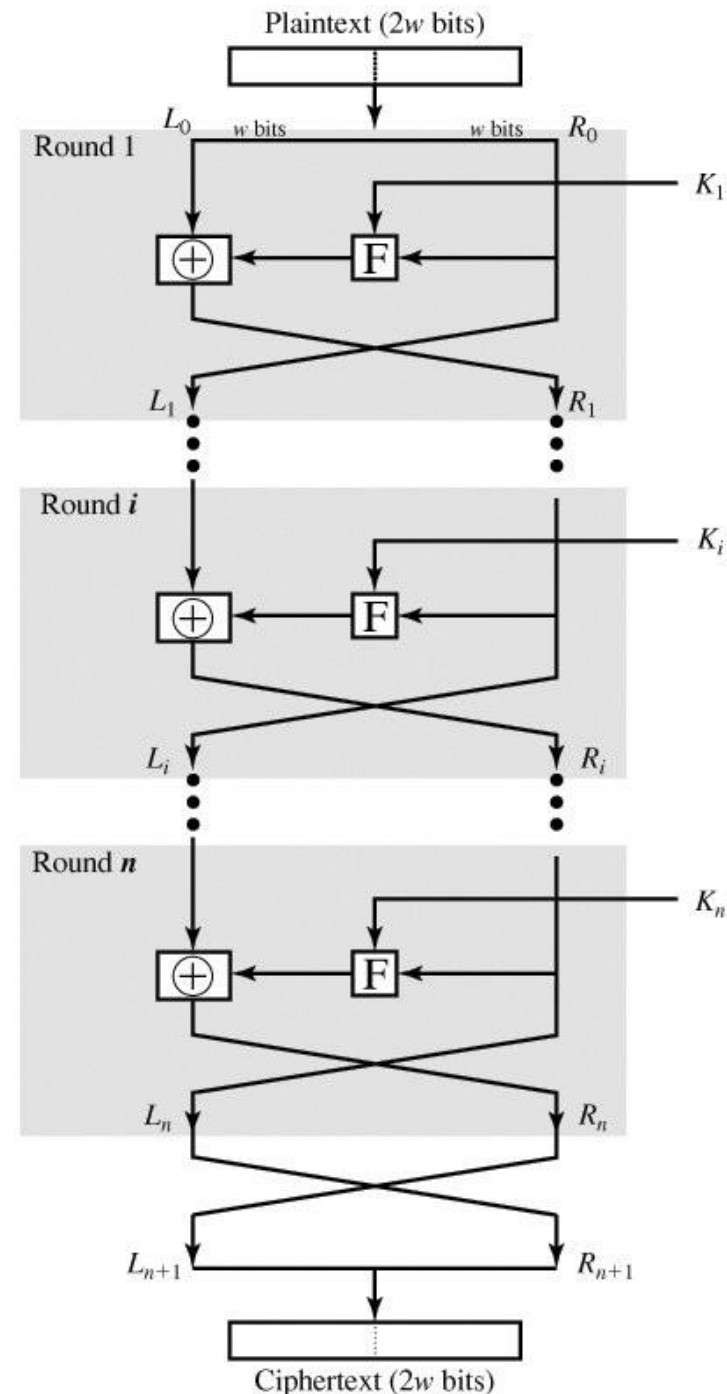 Plaintext (2w bits)
L₀ w bits w bits R₀
Round 1
K₁
⊕ F
L₁ R₁
Round i
Kᵢ
⊕ F
Lᵢ Rᵢ
Round n
Kₙ
⊕ F
Lₙ Rₙ
Lₙ₊₁ Rₙ₊₁
Ciphertext (2w bits)